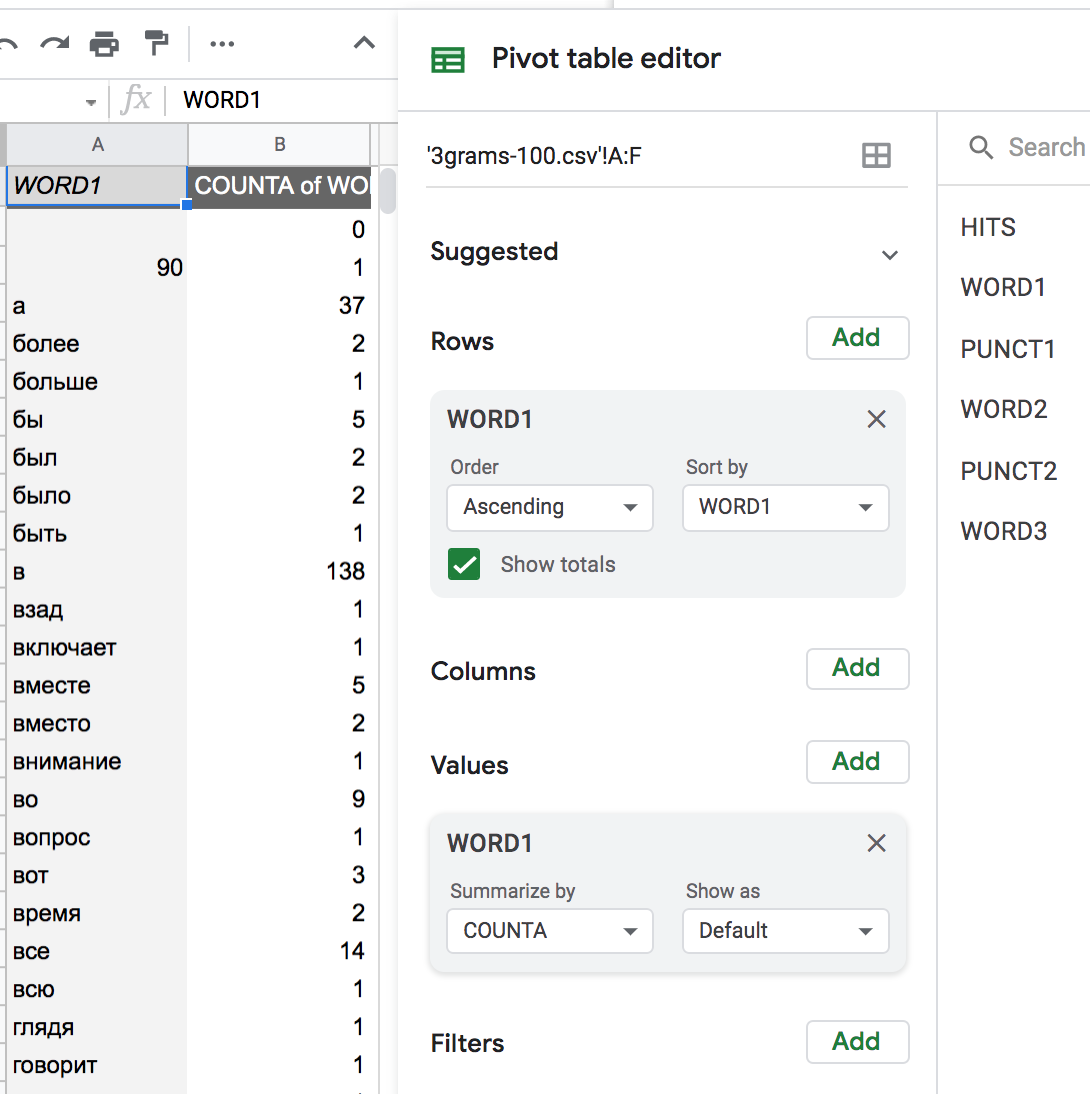 Pivot table editor
fx WORD1
A B
WORD1 COUNTA of WO
0
90 1
а 37
более 2
больше 1
бы 5
был 2
было 2
быть 1
в 138
взад 1
включает 1
вместе 5
вместо 2
внимание 1
во 9
вопрос 1
вот 3
время 2
все 14
всю 1
глядя 1
говорит 1
'3grams-100.csv'!A:F
Suggested
Rows Add
WORD1
Order Sort by
Ascending WORD1
Show totals
Columns Add
Values Add
WORD1
Summarize by Show as
COUNTA Default
Filters Add
Search
HITS
WORD1
PUNCT1
WORD2
PUNCT2
WORD3